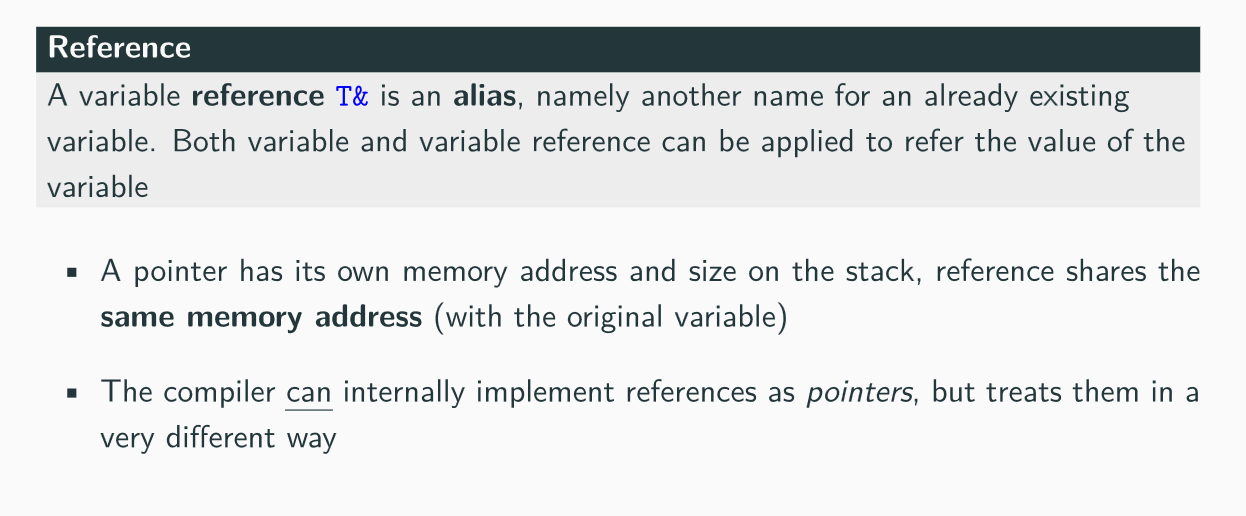 Reference
A variable reference T& is an alias, namely another name for an already existing
variable. Both variable and variable reference can be applied to refer the value of the
variable
▪ A pointer has its own memory address and size on the stack, reference shares the
same memory address (with the original variable)
▪ The compiler can internally implement references as pointers, but treats them in a
very different way